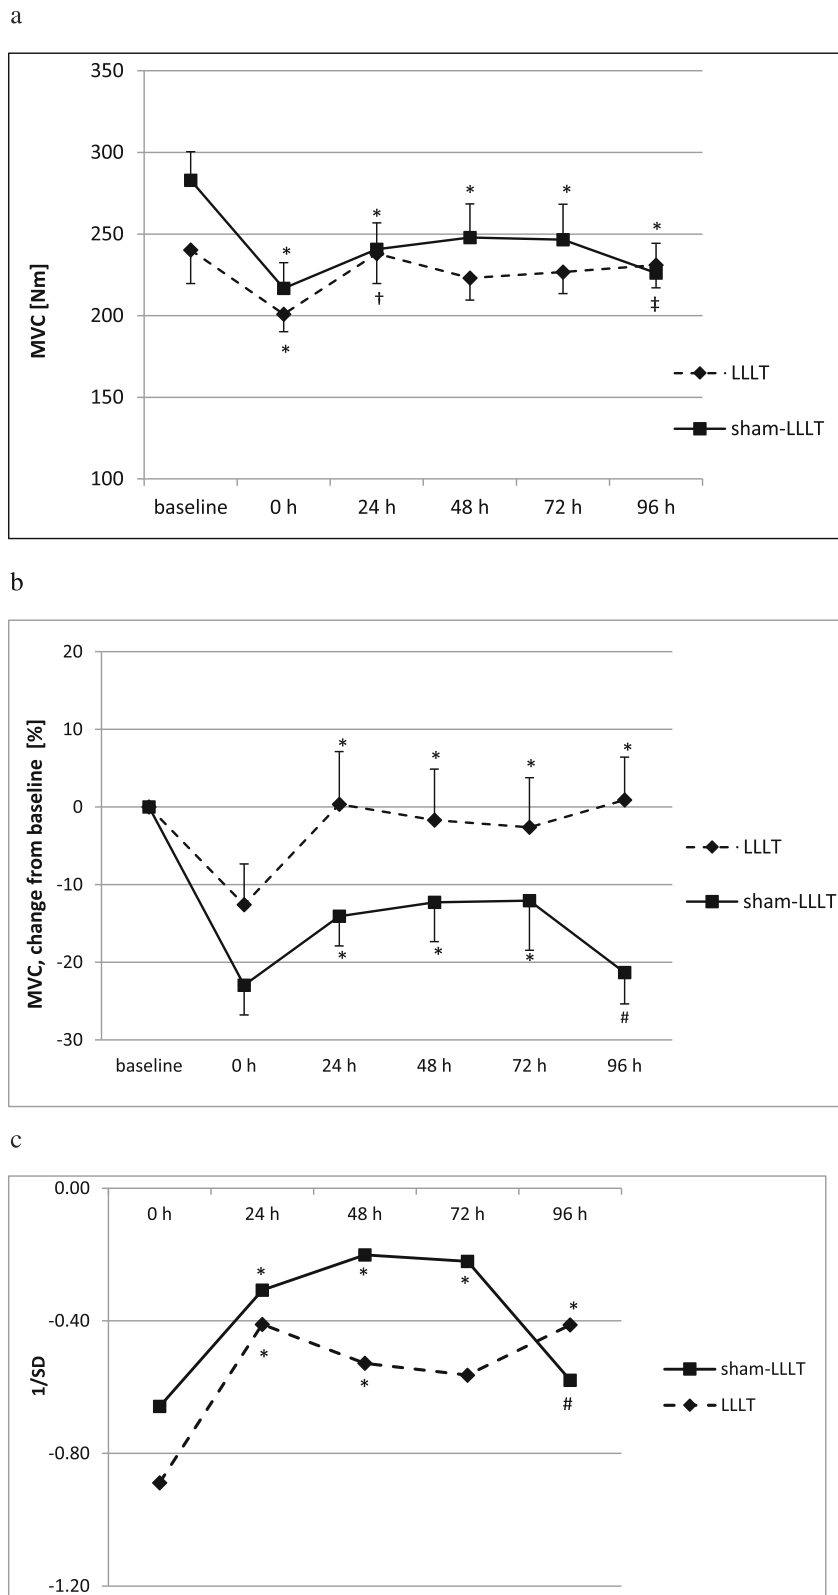 a
350
300
250
200
150
100
MVC [Nm]
* * * * *
* † ‡
baseline 0 h 24 h 48 h 72 h 96 h
LLLT
sham-LLLT
b
20
10
0
-10
-20
-30
MVC, change from baseline [%]
* * * *
* * * #
baseline 0 h 24 h 48 h 72 h 96 h
LLLT
sham-LLLT
c
0.00
-0.40
-0.80
-1.20
1/SD
0 h 24 h 48 h 72 h 96 h
* * * *
* * #
sham-LLLT
LLLT